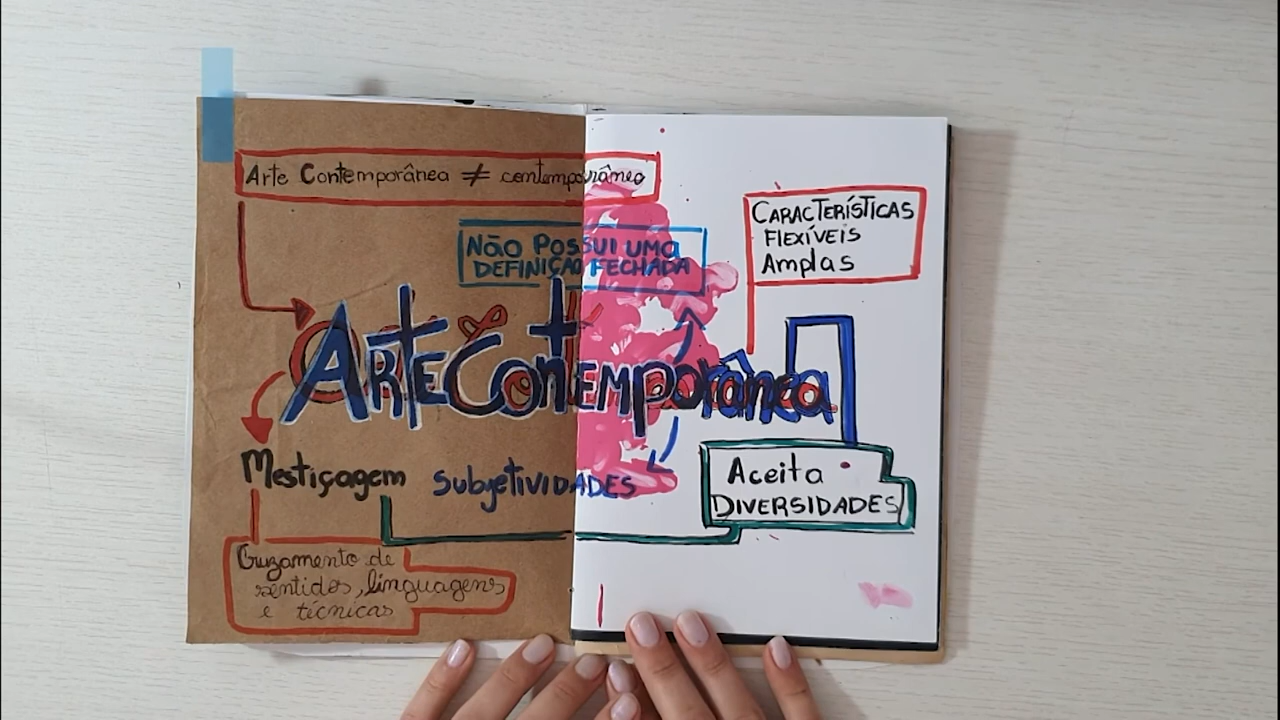 Arte Contemporânea ≠ contemporâneo
NÃO POSSUI UMA
DEFINIÇÃO FECHADA
CARACTERÍSTICAS
FLEXÍVEIS
Amplas
ARTE CONTEMPORÂNEA
Mestiçagem
SUBJETIVIDADES
Aceita
DIVERSIDADES
Cruzamento de
sentidos, linguagens
e técnicas